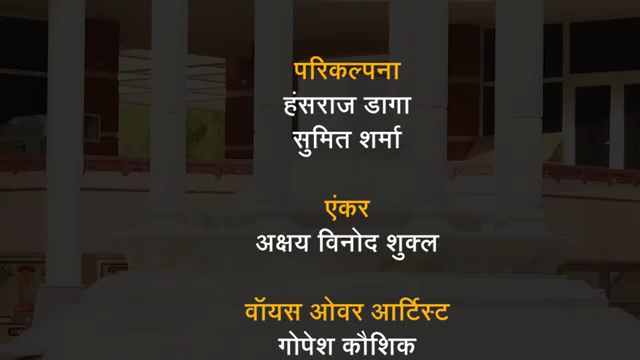 परिकल्पना
हंसराज डागा
सुमित शर्मा
एंकर
अक्षय विनोद शुक्ल
वॉयस ओवर आर्टिस्ट
गोपेश कौशिक